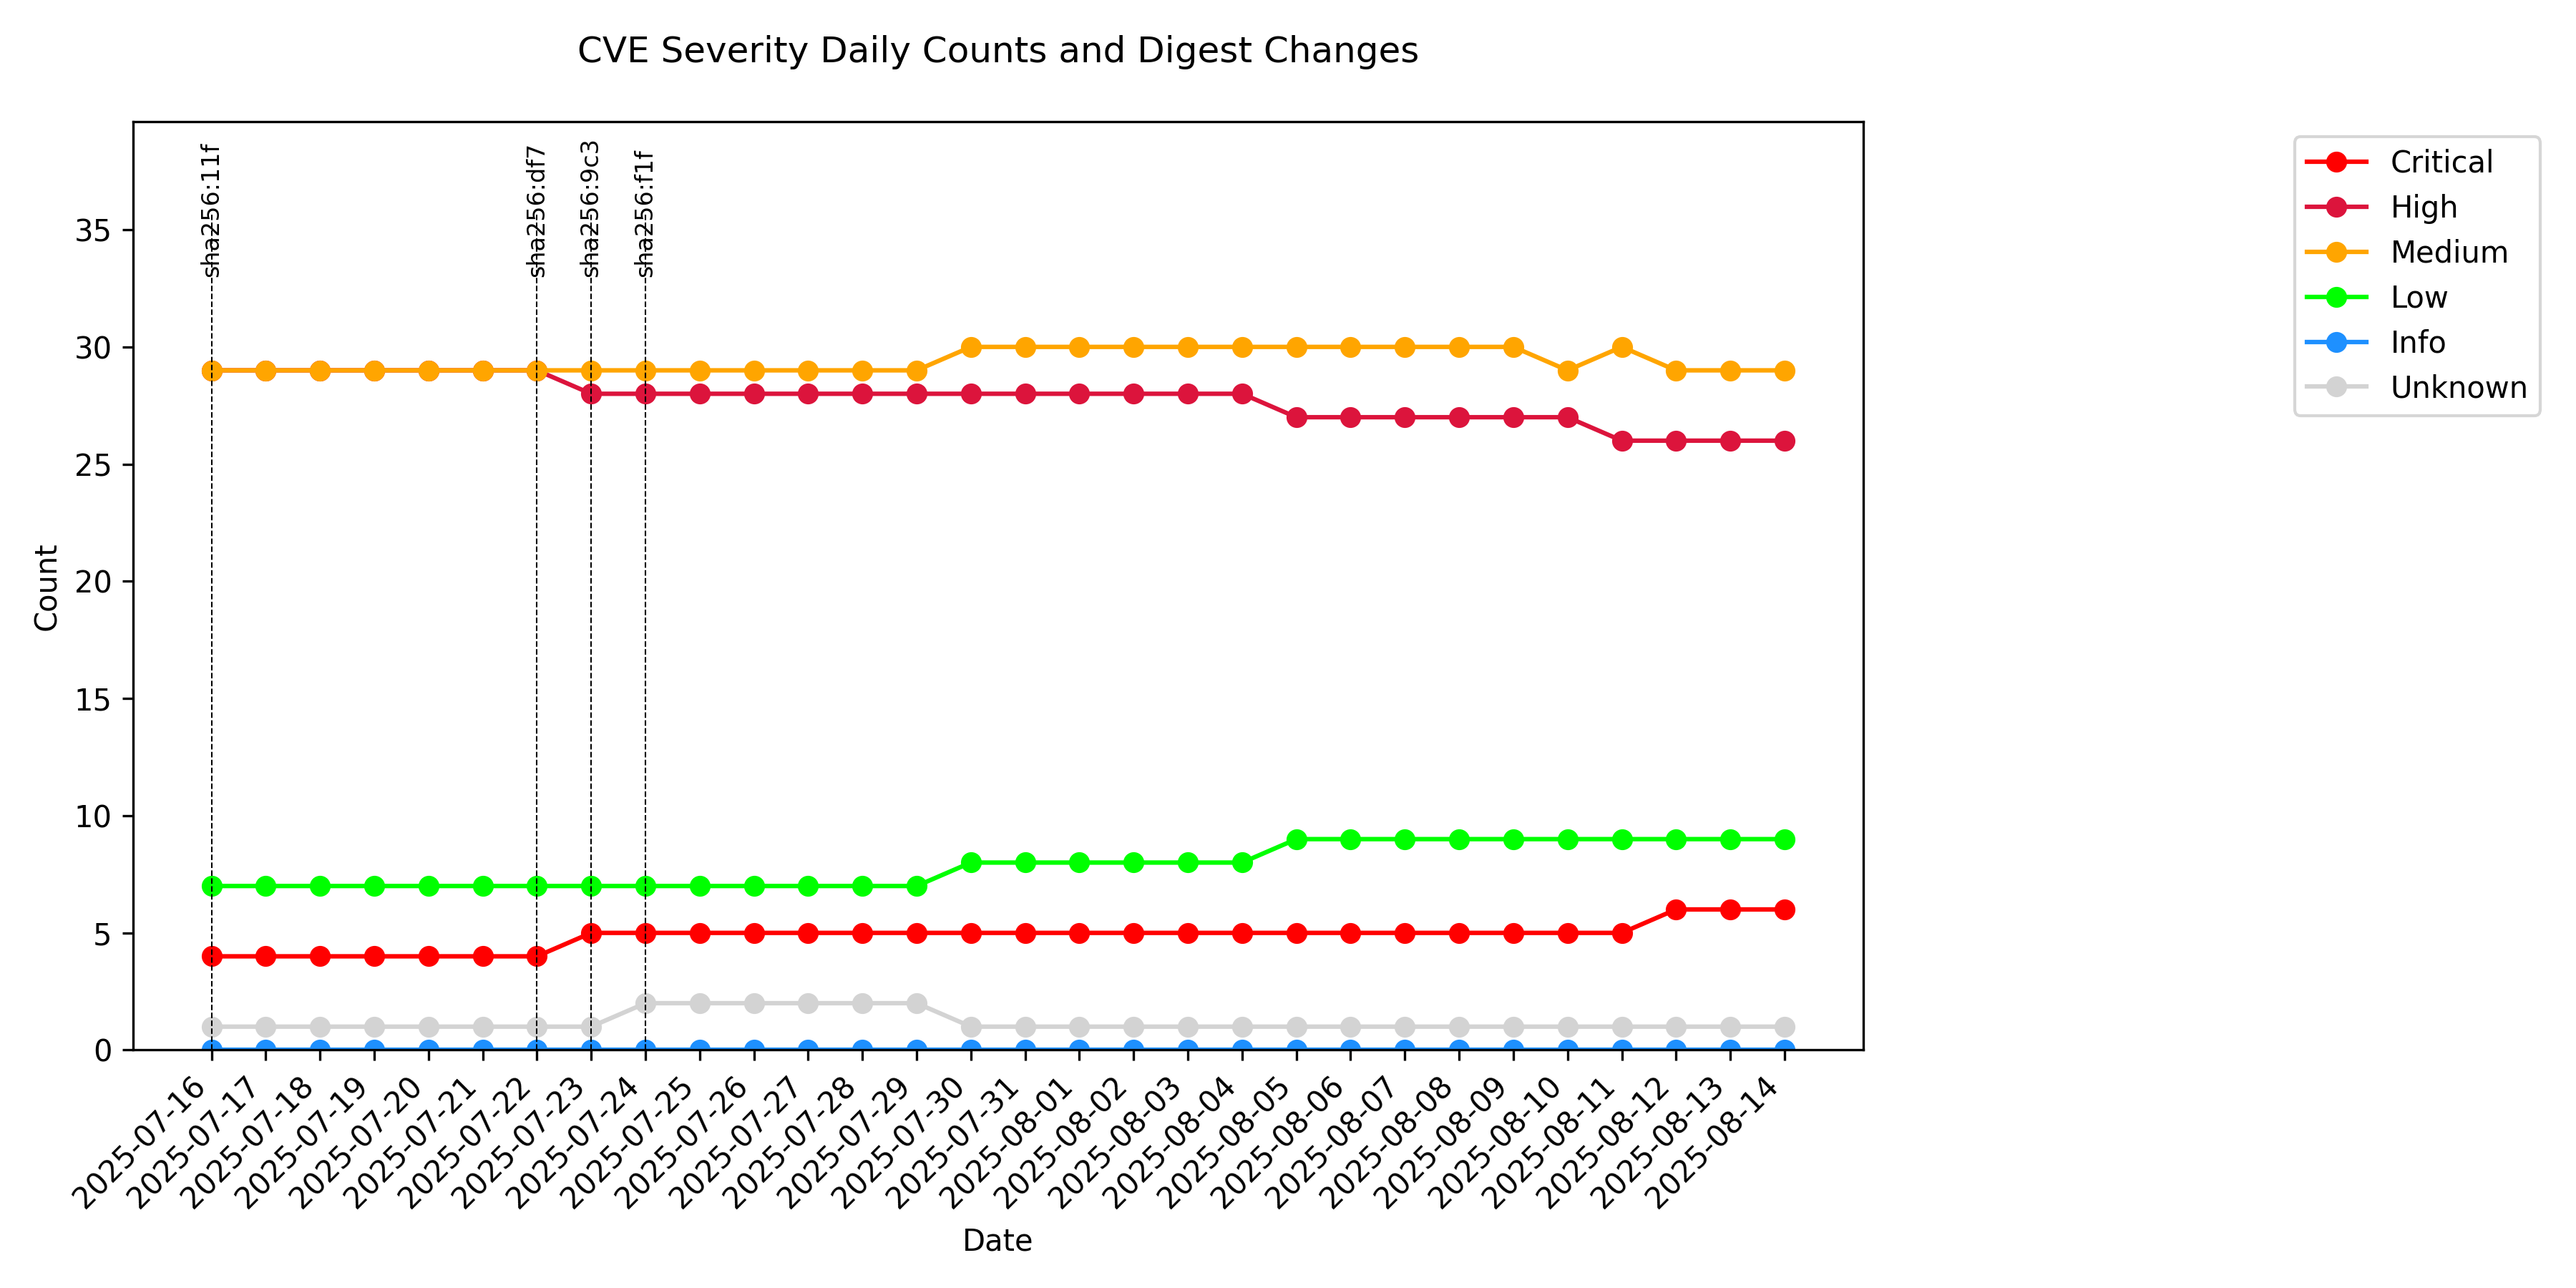 CVE Severity Daily Counts and Digest Changes
sha256:11f
sha256:df7
sha256:9c3
sha256:f1f
Critical
High
Medium
Low
Info
Unknown
35
30
25
20
15
10
5
0
Count
2025-07-16
2025-07-17
2025-07-18
2025-07-19
2025-07-20
2025-07-21
2025-07-22
2025-07-23
2025-07-24
2025-07-25
2025-07-26
2025-07-27
2025-07-28
2025-07-29
2025-07-30
2025-07-31
2025-08-01
2025-08-02
2025-08-03
2025-08-04
2025-08-05
2025-08-06
2025-08-07
2025-08-08
2025-08-09
2025-08-10
2025-08-11
2025-08-12
2025-08-13
2025-08-14
Date